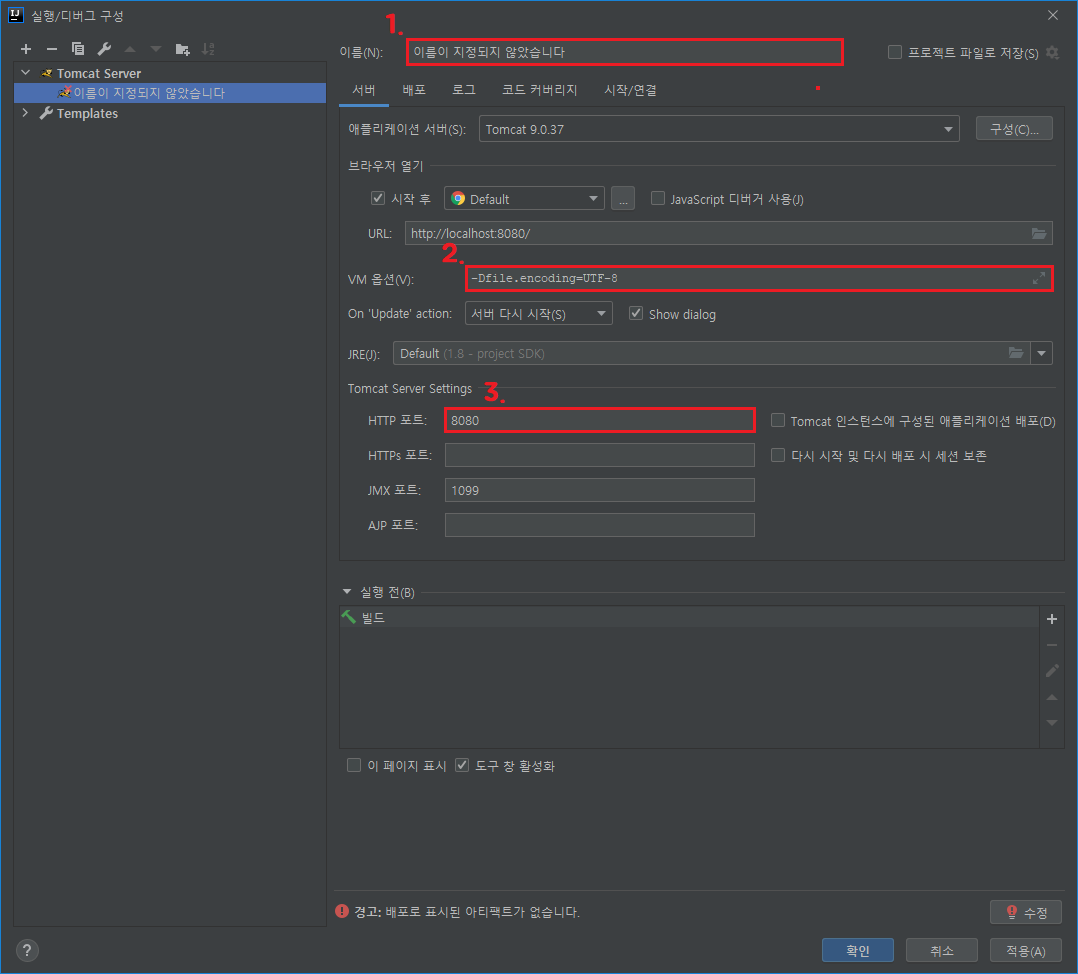 실행/디버그 구성
1.
이름(N): 이름이 지정되지 않았습니다 프로젝트 파일로 저장(S)
Tomcat Server
이름이 지정되지 않았습니다
Templates
서버 배포 로그 코드 커버리지 시작/연결
애플리케이션 서버(S): Tomcat 9.0.37 구성(C)...
브라우저 열기
시작 후 Default ... JavaScript 디버거 사용(J)
URL: http://localhost:8080/
2.
VM 옵션(V): -Dfile.encoding=UTF-8
On 'Update' action: 서버 다시 시작(S) Show dialog
JRE(J): Default (1.8 - project SDK)
Tomcat Server Settings
3.
HTTP 포트: 8080 Tomcat 인스턴스에 구성된 애플리케이션 배포(D)
HTTPs 포트: 다시 시작 및 다시 배포 시 세션 보존
JMX 포트: 1099
AJP 포트:
실행 전(B)
빌드
이 페이지 표시 도구 창 활성화
경고: 배포로 표시된 아티팩트가 없습니다. 수정
? 확인 취소 적용(A)